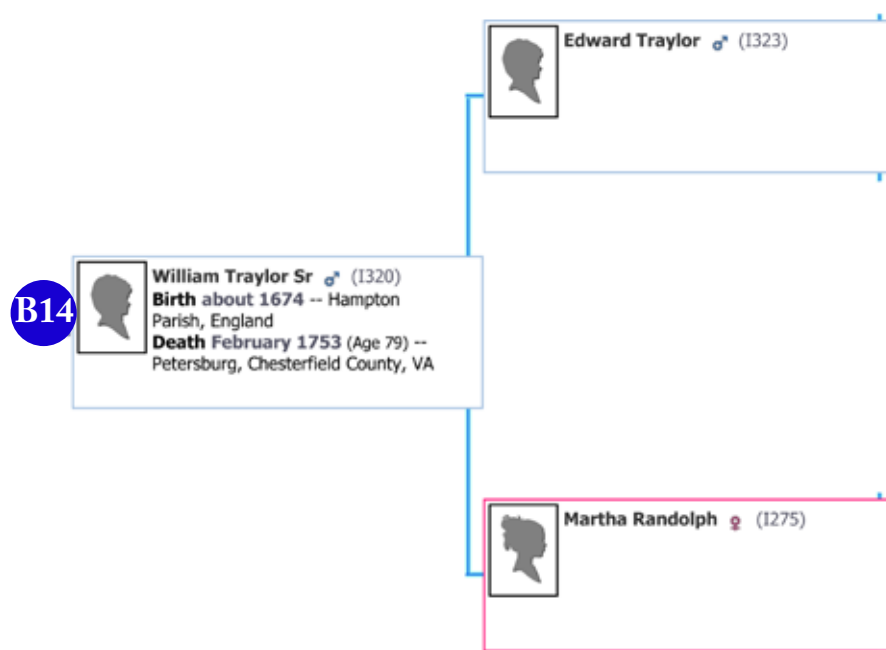 Edward Traylor ♂ (I323)
B14
William Traylor Sr ♂ (I320)
Birth about 1674 -- Hampton
Parish, England
Death February 1753 (Age 79) --
Petersburg, Chesterfield County, VA
Martha Randolph ♀ (I275)